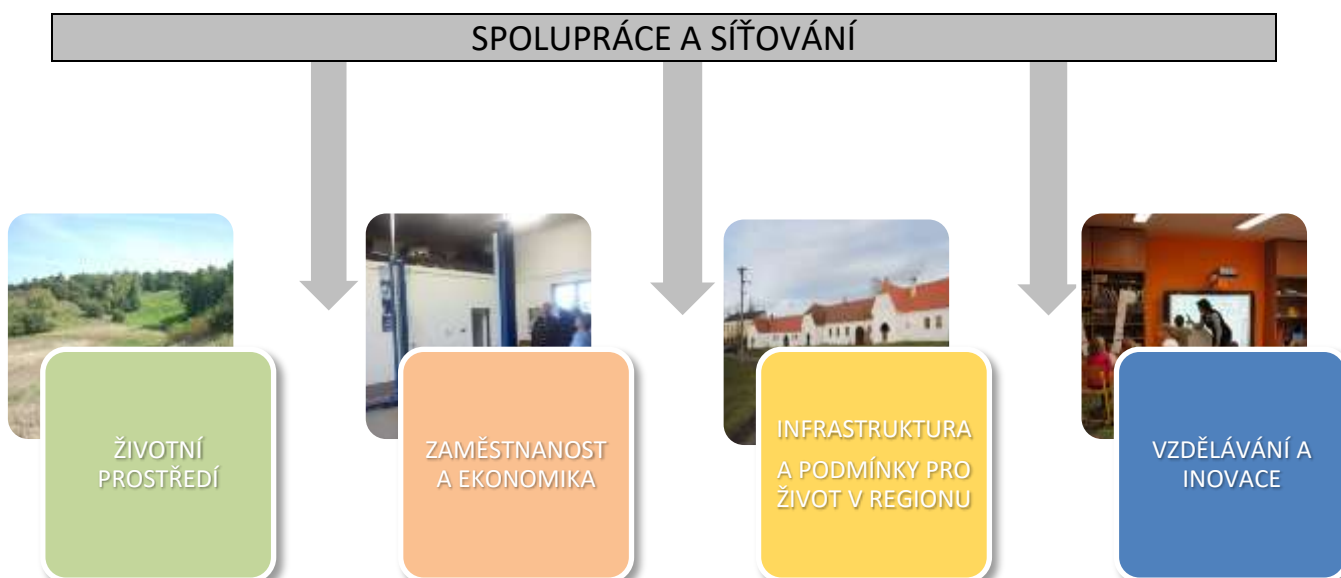 SPOLUPRÁCE A SÍŤOVÁNÍ
ŽIVOTNÍ
PROSTŘEDÍ
ZAMĚSTNANOST
A EKONOMIKA
INFRASTRUKTURA
A PODMÍNKY PRO
ŽIVOT V REGIONU
VZDĚLÁVÁNÍ A
INOVACE